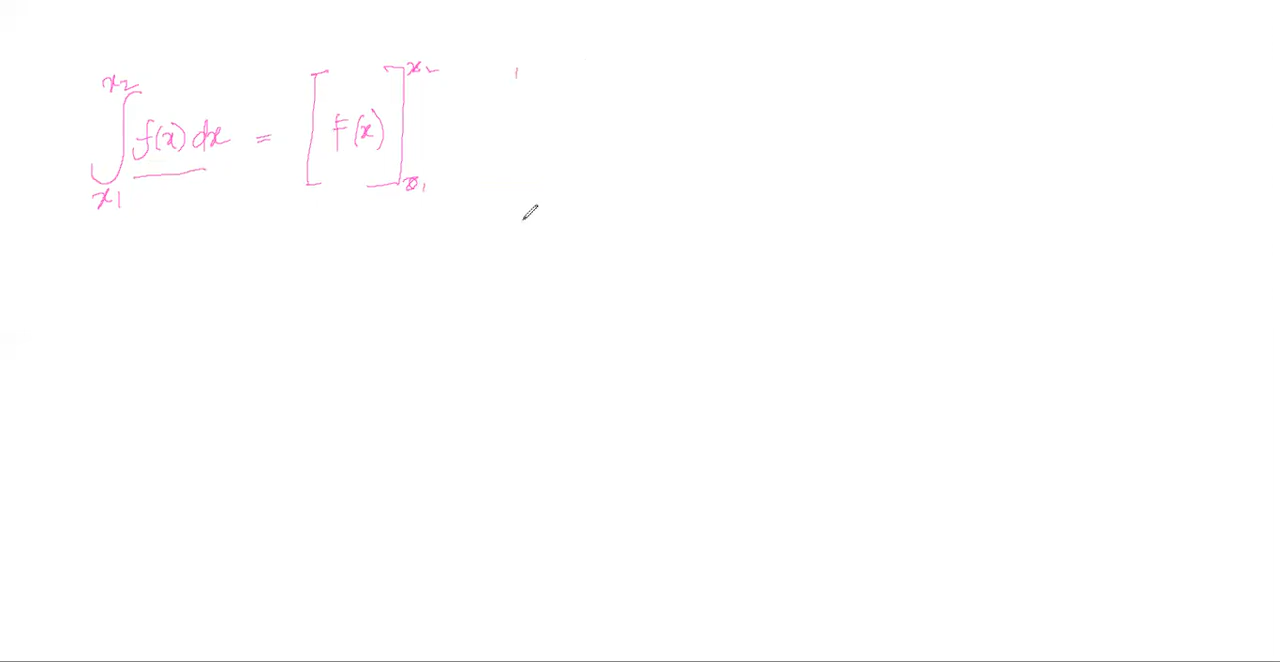 ∫_{x1}^{x2} f(x) dx = [F(x)]_{x1}^{x2}